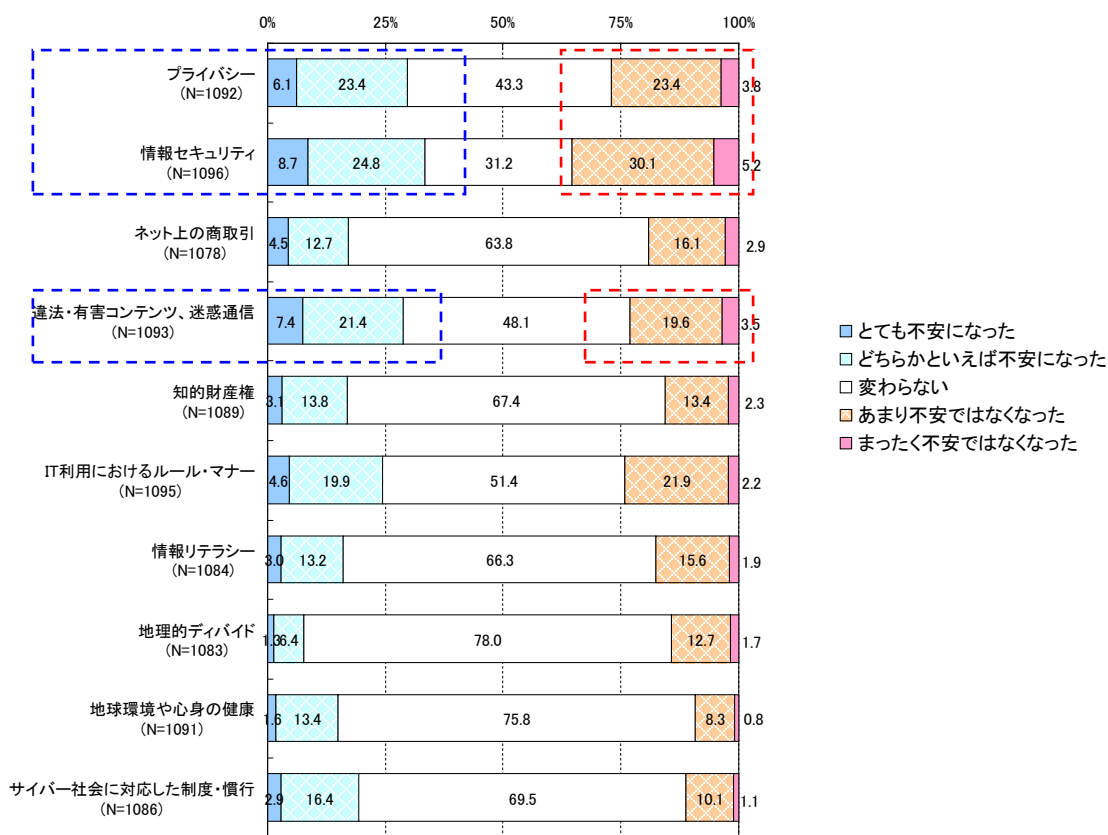 0% 25% 50% 75% 100%
プライバシー
(N=1092)
6.1 23.4 43.3 23.4 3.8
情報セキュリティ
(N=1096)
8.7 24.8 31.2 30.1 5.2
ネット上の商取引
(N=1078)
4.5 12.7 63.8 16.1 2.9
違法・有害コンテンツ、迷惑通信
(N=1093)
7.4 21.4 48.1 19.6 3.5
知的財産権
(N=1089)
3.1 13.8 67.4 13.4 2.3
IT利用におけるルール・マナー
(N=1095)
4.6 19.9 51.4 21.9 2.2
情報リテラシー
(N=1084)
3.0 13.2 66.3 15.6 1.9
地理的ディバイド
(N=1083)
1.3 6.4 78.0 12.7 1.7
地球環境や心身の健康
(N=1091)
1.6 13.4 75.8 8.3 0.8
サイバー社会に対応した制度・慣行
(N=1086)
2.9 16.4 69.5 10.1 1.1
とても不安になった
どちらかといえば不安になった
変わらない
あまり不安ではなくなった
まったく不安ではなくなった